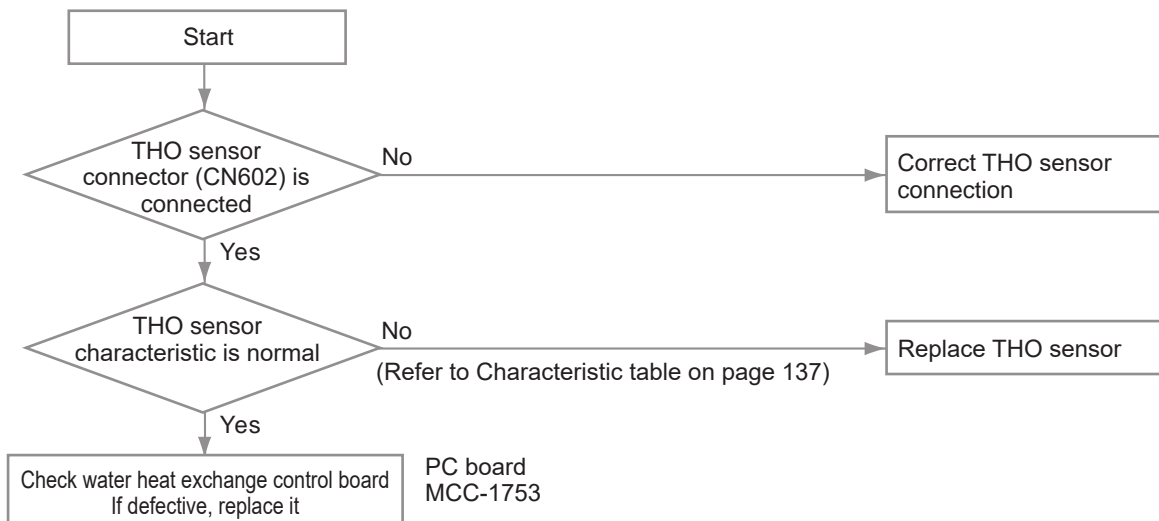 Start
THO sensor
connector (CN602) is
connected
No
Correct THO sensor
connection
Yes
THO sensor
characteristic is normal
No
(Refer to Characteristic table on page 137)
Replace THO sensor
Yes
Check water heat exchange control board
If defective, replace it
PC board
MCC-1753